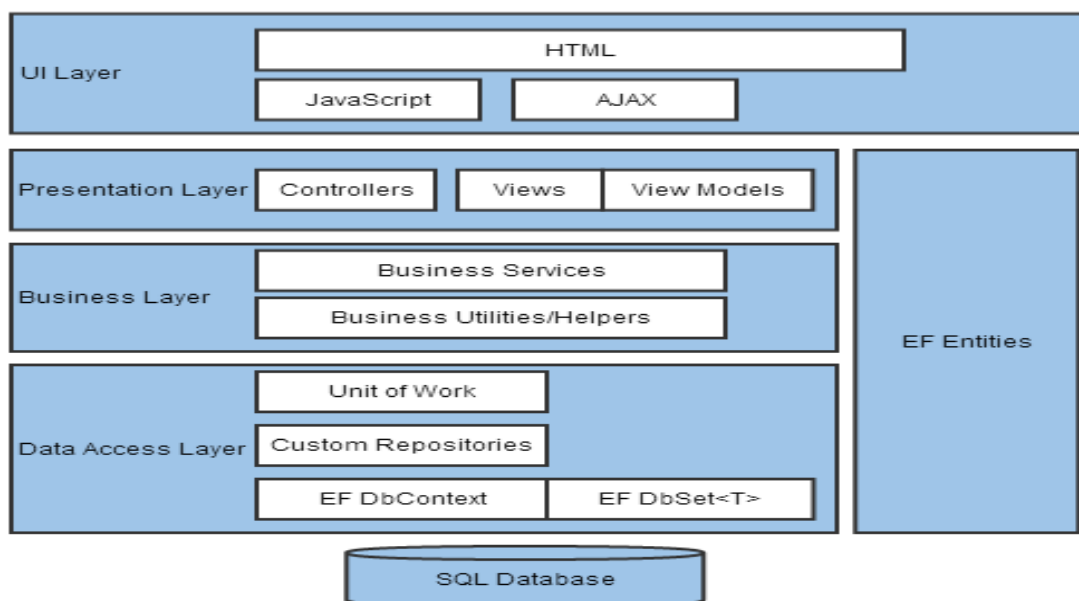 UI Layer
HTML
JavaScript
AJAX
Presentation Layer
Controllers
Views
View Models
Business Layer
Business Services
Business Utilities/Helpers
EF Entities
Data Access Layer
Unit of Work
Custom Repositories
EF DbContext
EF DbSet<T>
SQL Database